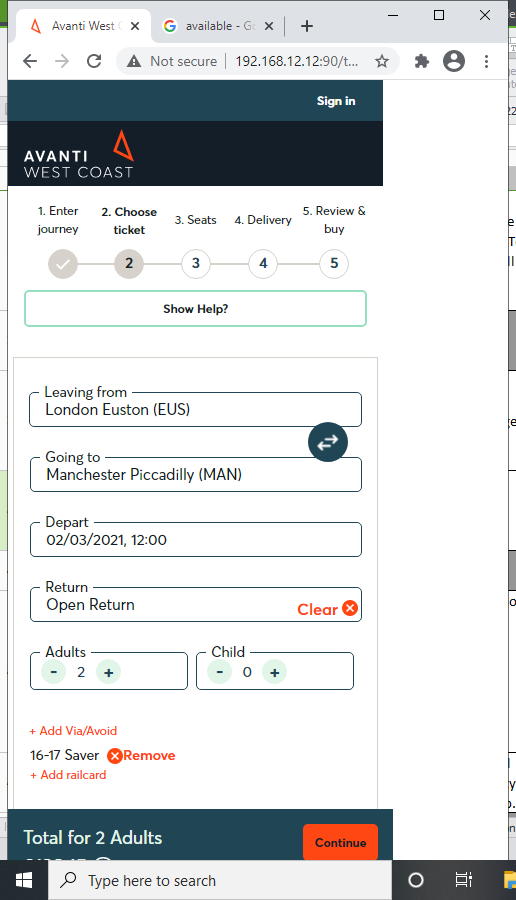 Avanti West C
available - Go
Not secure
192.168.12.12:90/t...
Sign in
AVANTI
WEST COAST
1. Enter journey
2. Choose ticket
3. Seats
4. Delivery
5. Review & buy
2
3
4
5
Show Help?
Leaving from
London Euston (EUS)
Going to
Manchester Piccadilly (MAN)
Depart
02/03/2021, 12:00
Return
Open Return
Clear
Adults
- 2 +
Child
- 0 +
+ Add Via/Avoid
16-17 Saver Remove
+ Add railcard
Total for 2 Adults
Continue
Type here to search